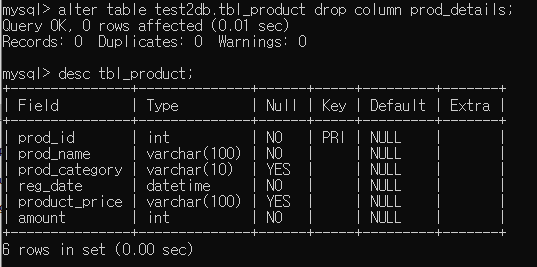 mysql> alter table test2db.tbl_product drop column prod_details;
Query OK, 0 rows affected (0.01 sec)
Records: 0  Duplicates: 0  Warnings: 0

mysql> desc tbl_product;
+---------------+--------------+------+-----+---------+-------+
| Field         | Type         | Null | Key | Default | Extra |
+---------------+--------------+------+-----+---------+-------+
| prod_id       | int          | NO   | PRI | NULL    |       |
| prod_name     | varchar(100) | NO   |     | NULL    |       |
| prod_category | varchar(10)  | YES  |     | NULL    |       |
| reg_date      | datetime     | NO   |     | NULL    |       |
| product_price | varchar(100) | YES  |     | NULL    |       |
| amount        | int          | NO   |     | NULL    |       |
+---------------+--------------+------+-----+---------+-------+
6 rows in set (0.00 sec)